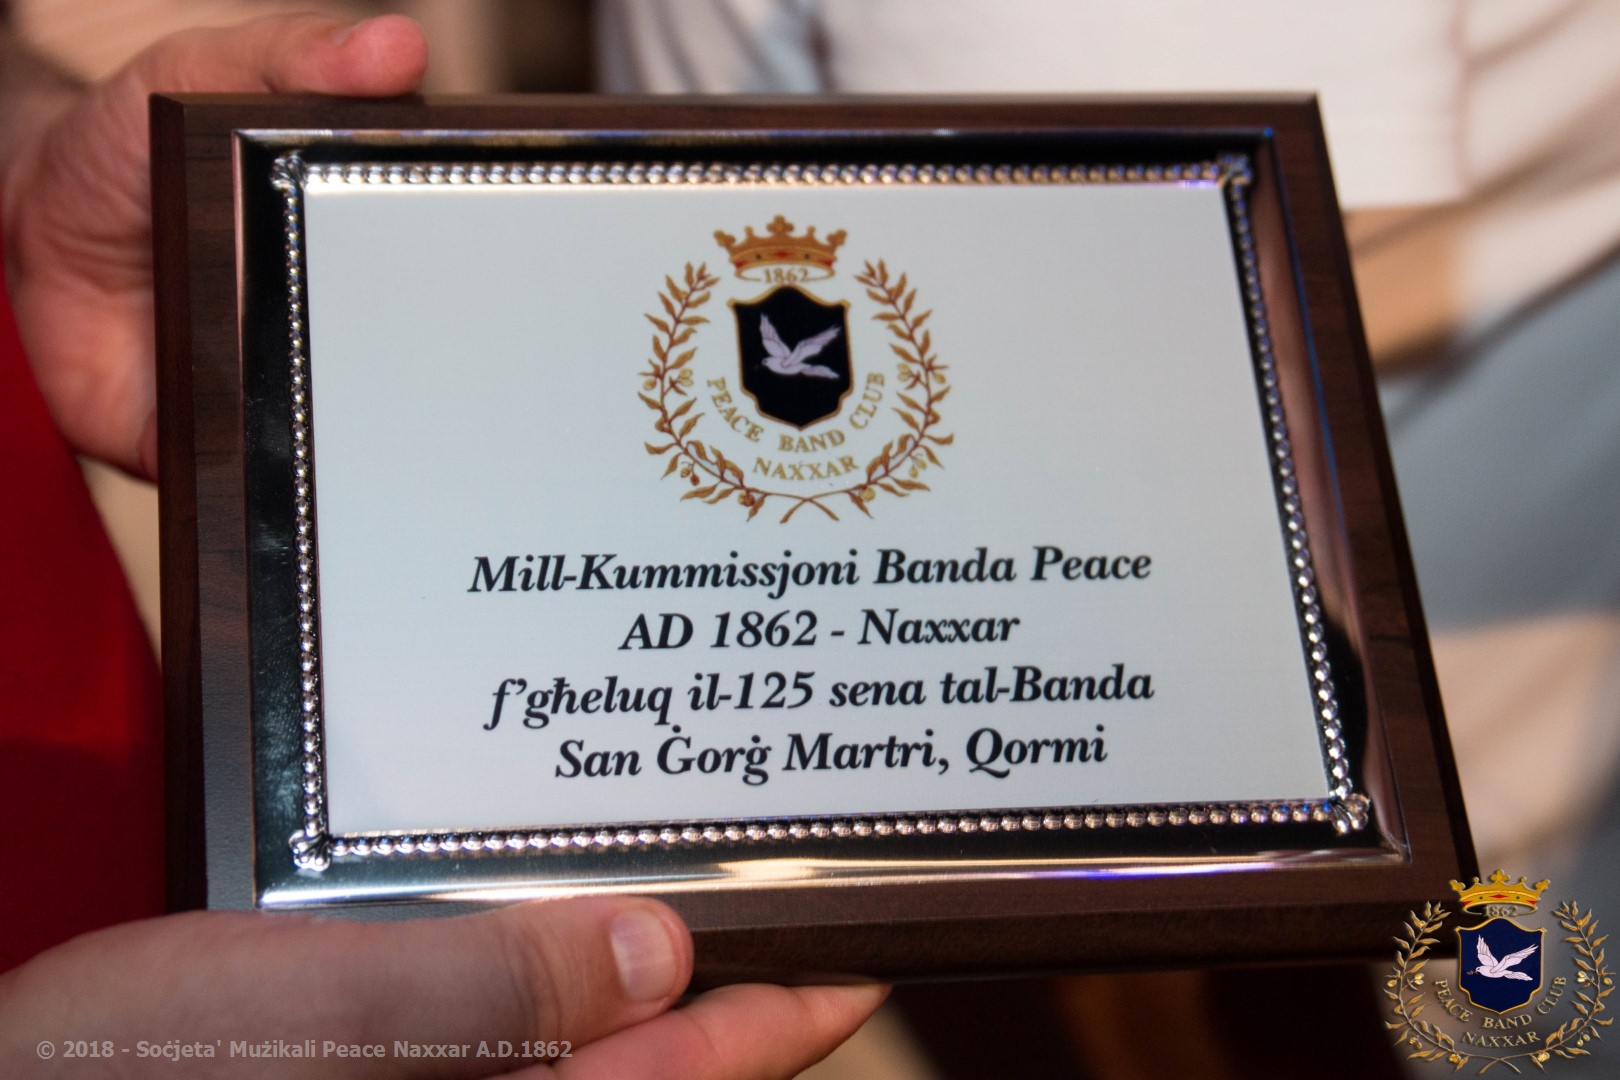 1862
PEACE BAND CLUB
NAXXAR
Mill-Kummissjoni Banda Peace
AD 1862 - Naxxar
f'għeluq il-125 sena tal-Banda
San Ġorġ Martri, Qormi
1862
PEACE BAND CLUB
NAXXAR
© 2018 - Soċjeta' Mużikali Peace Naxxar A.D.1862